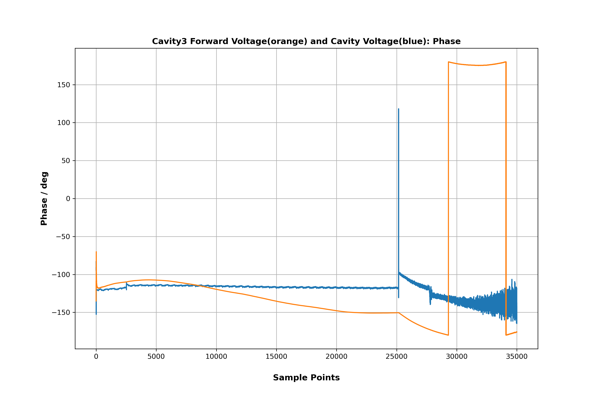 Cavity3 Forward Voltage(orange) and Cavity Voltage(blue): Phase
150
100
50
0
−50
−100
−150
Phase / deg
0 5000 10000 15000 20000 25000 30000 35000
Sample Points